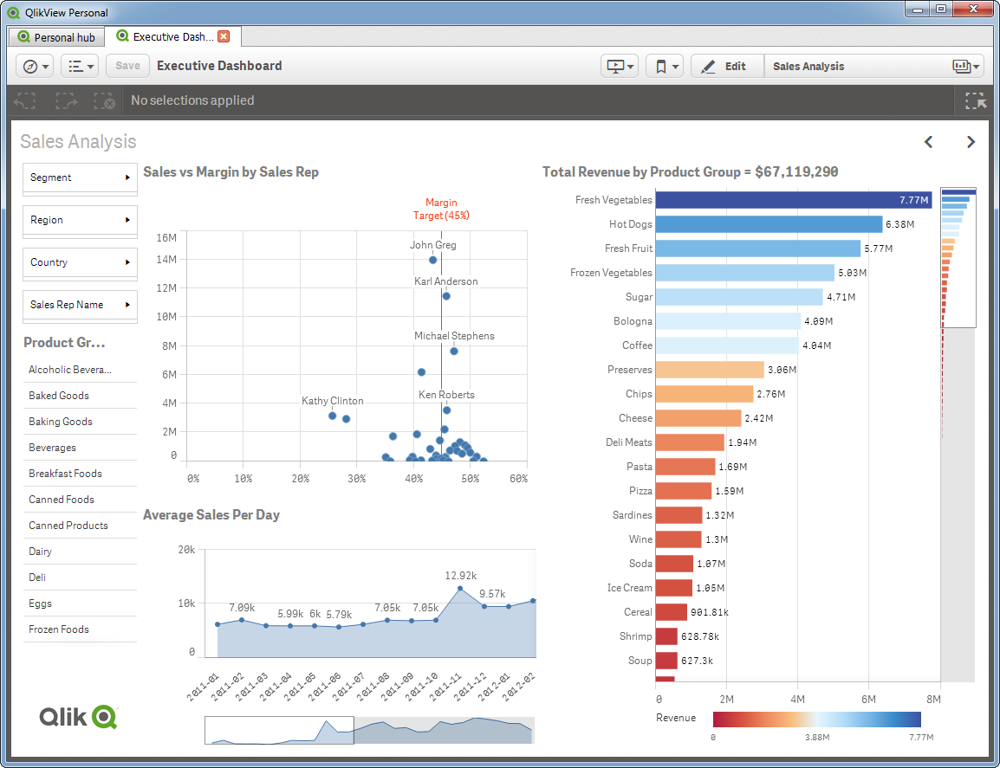 QlikView Personal
Personal hub
Executive Dash...
Save
Executive Dashboard
Edit
Sales Analysis
No selections applied
Sales Analysis
Segment
Region
Country
Sales Rep Name
Product Gr...
Alcoholic Bevera...
Baked Goods
Baking Goods
Beverages
Breakfast Foods
Canned Foods
Canned Products
Dairy
Deli
Eggs
Frozen Foods
Qlik
Sales vs Margin by Sales Rep
Margin
Target (45%)
16M
14M
12M
10M
8M
6M
4M
2M
0
John Greg
Karl Anderson
Michael Stephens
Ken Roberts
Kathy Clinton
0% 10% 20% 30% 40% 50% 60%
Average Sales Per Day
20k
10k
0
7.09k 5.99k 6k 5.79k 7.05k 7.05k 12.92k 9.57k
2011-01 2011-02 2011-03 2011-04 2011-05 2011-06 2011-07 2011-08 2011-09 2011-10 2011-11 2011-12 2012-01 2012-02
Total Revenue by Product Group = $67,119,290
Fresh Vegetables 7.77M
Hot Dogs 6.38M
Fresh Fruit 5.77M
Frozen Vegetables 5.03M
Sugar 4.71M
Bologna 4.09M
Coffee 4.04M
Preserves 3.06M
Chips 2.76M
Cheese 2.42M
Deli Meats 1.94M
Pasta 1.69M
Pizza 1.59M
Sardines 1.32M
Wine 1.3M
Soda 1.07M
Ice Cream 1.05M
Cereal 901.81k
Shrimp 628.78k
Soup 627.3k
0 2M 4M 6M 8M
Revenue
0 3.88M 7.77M